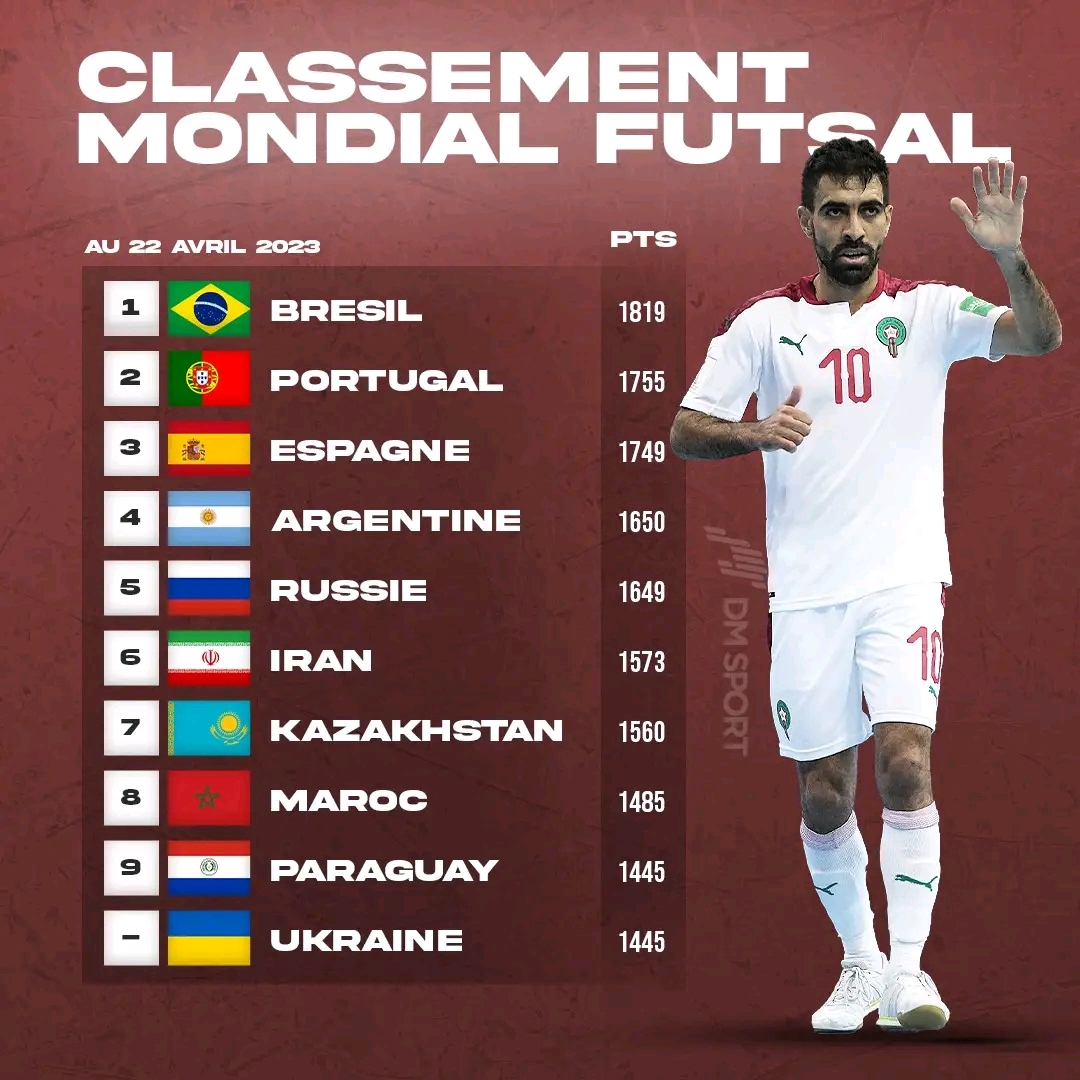 CLASSEMENT
MONDIAL FUTSAL
AU 22 AVRIL 2023
PTS
1 BRESIL 1819
2 PORTUGAL 1755
3 ESPAGNE 1749
4 ARGENTINE 1650
5 RUSSIE 1649
6 IRAN 1573
7 KAZAKHSTAN 1560
8 MAROC 1485
9 PARAGUAY 1445
– UKRAINE 1445
10
10
DM SPORT